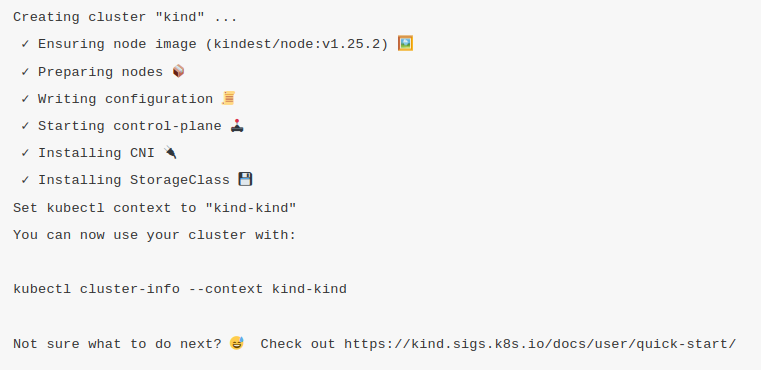 Creating cluster "kind" ...
✓ Ensuring node image (kindest/node:v1.25.2) 🖼️
✓ Preparing nodes 📦
✓ Writing configuration 📜
✓ Starting control-plane 🕹️
✓ Installing CNI 🔌
✓ Installing StorageClass 💾
Set kubectl context to "kind-kind"
You can now use your cluster with:
kubectl cluster-info --context kind-kind
Not sure what to do next? 😅 Check out https://kind.sigs.k8s.io/docs/user/quick-start/